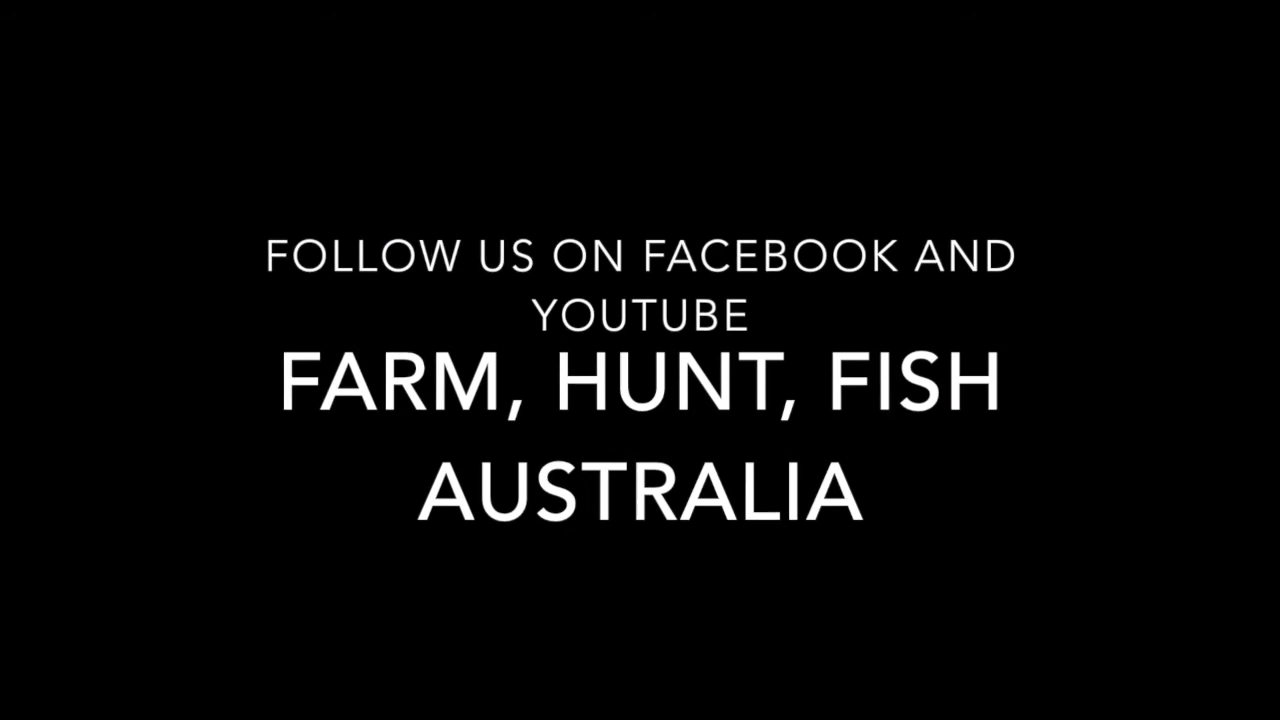 FOLLOW US ON FACEBOOK AND
YOUTUBE
FARM, HUNT, FISH
AUSTRALIA